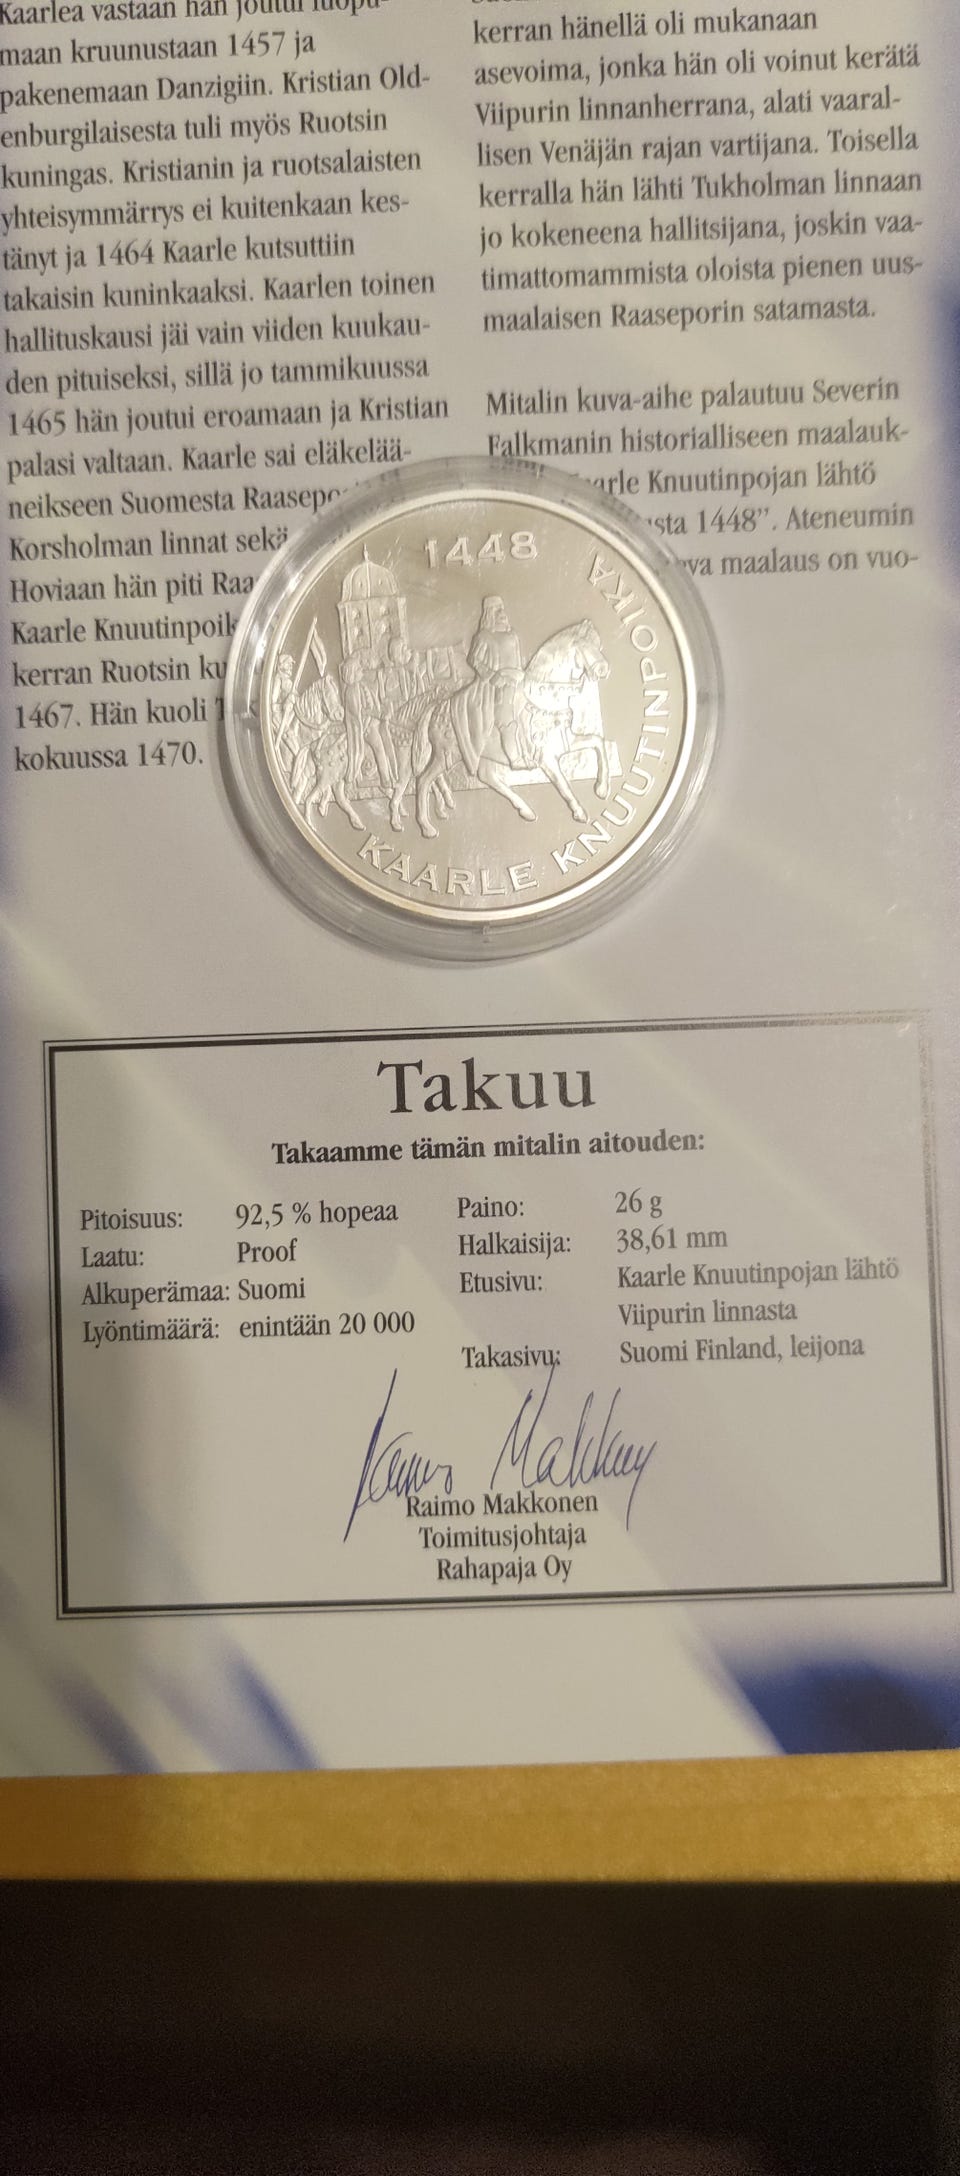 Kaarlea vastaan hän joutui luopu-
maan kruunustaan 1457 ja
pakenemaan Danzigiin. Kristian Old-
enburgilaisesta tuli myös Ruotsin
kuningas. Kristianin ja ruotsalaisten
yhteisymmärrys ei kuitenkaan kes-
tänyt ja 1464 Kaarle kutsuttiin
takaisin kuninkaaksi. Kaarlen toinen
hallituskausi jäi vain viiden kuukau-
den pituiseksi, sillä jo tammikuussa
1465 hän joutui eroamaan ja Kristian
palasi valtaan. Kaarle sai eläkelää-
neikseen Suomesta Raasepo
Korsholman linnat sekä
Hoviaan hän piti Raa
Kaarle Knuutinpoik
kerran Ruotsin ku
1467. Hän kuoli
kokuussa 1470.
kerran hänellä oli mukanaan
asevoima, jonka hän oli voinut kerätä
Viipurin linnanherrana, alati vaaral-
lisen Venäjän rajan vartijana. Toisella
kerralla hän lähti Tukholman linnaan
jo kokeneena hallitsijana, joskin vaa-
timattomammista oloista pienen uus-
maalaisen Raaseporin satamasta.
Mitalin kuva-aihe palautuu Severin
Falkmanin historialliseen maalauk-
arle Knuutinpojan lähtö
sta 1448”. Ateneumin
va maalaus on vuo-
1448
KAARLE KNUUTINPOIKA
Takuu
Takaamme tämän mitalin aitouden:
Pitoisuus: 92,5 % hopeaa
Laatu: Proof
Alkuperämaa: Suomi
Lyöntimäärä: enintään 20 000
Paino: 26 g
Halkaisija: 38,61 mm
Etusivu: Kaarle Knuutinpojan lähtö
Viipurin linnasta
Takasivu: Suomi Finland, leijona
Raimo Makkonen
Toimitusjohtaja
Rahapaja Oy